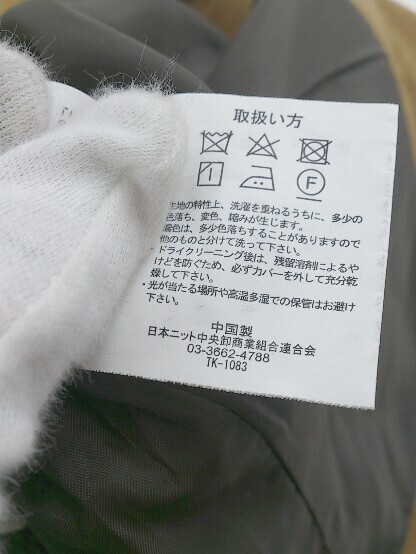 取扱い方
F
生地の特性上、洗濯を重ねるうちに、多少の
色落ち、変色、縮みが生じます。
濃色は、多少色落ちすることがありますので
他のものと分けて洗って下さい。
・ドライクリーニング後は、残留溶剤によるや
けどを防ぐため、必ずカバーを外して充分乾
燥して下さい。
・光が当たる場所や高温多湿での保管はお避け
下さい。
中国製
日本ニット中央卸商業組合連合会
03-3662-4788
TK-1083